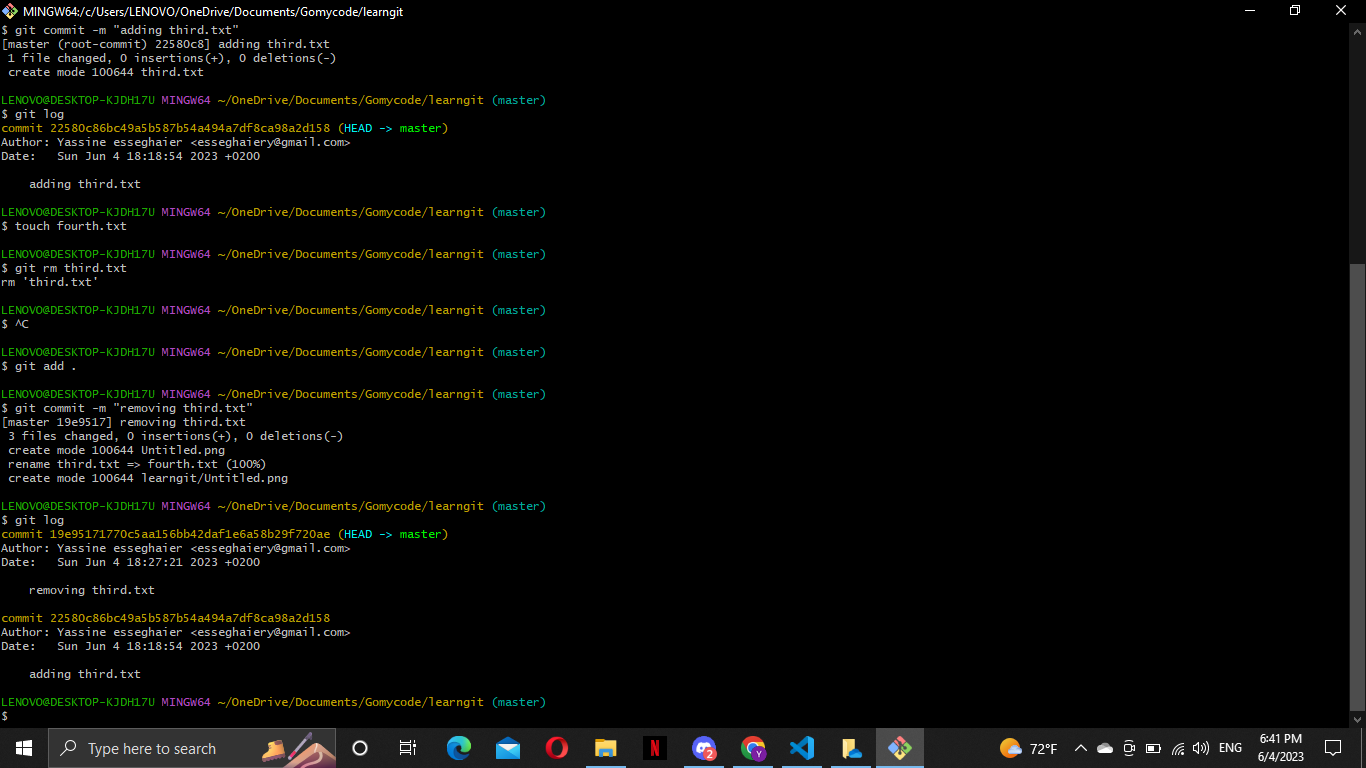 MINGW64:/c/Users/LENOVO/OneDrive/Documents/Gomycode/learngit
$ git commit -m "adding third.txt"
[master (root-commit) 22580c8] adding third.txt
 1 file changed, 0 insertions(+), 0 deletions(-)
 create mode 100644 third.txt
LENOVO@DESKTOP-KJDH17U MINGW64 ~/OneDrive/Documents/Gomycode/learngit (master)
$ git log
commit 22580c86bc49a5b587b54a494a7df8ca98a2d158 (HEAD -> master)
Author: Yassine esseghaier <esseghaiery@gmail.com>
Date:   Sun Jun 4 18:18:54 2023 +0200
    adding third.txt
LENOVO@DESKTOP-KJDH17U MINGW64 ~/OneDrive/Documents/Gomycode/learngit (master)
$ touch fourth.txt
LENOVO@DESKTOP-KJDH17U MINGW64 ~/OneDrive/Documents/Gomycode/learngit (master)
$ git rm third.txt
rm 'third.txt'
LENOVO@DESKTOP-KJDH17U MINGW64 ~/OneDrive/Documents/Gomycode/learngit (master)
$ ^C
LENOVO@DESKTOP-KJDH17U MINGW64 ~/OneDrive/Documents/Gomycode/learngit (master)
$ git add .
LENOVO@DESKTOP-KJDH17U MINGW64 ~/OneDrive/Documents/Gomycode/learngit (master)
$ git commit -m "removing third.txt"
[master 19e9517] removing third.txt
 3 files changed, 0 insertions(+), 0 deletions(-)
 create mode 100644 Untitled.png
 rename third.txt => fourth.txt (100%)
 create mode 100644 learngit/Untitled.png
LENOVO@DESKTOP-KJDH17U MINGW64 ~/OneDrive/Documents/Gomycode/learngit (master)
$ git log
commit 19e95171770c5aa156bb42daf1e6a58b29f720ae (HEAD -> master)
Author: Yassine esseghaier <esseghaiery@gmail.com>
Date:   Sun Jun 4 18:27:21 2023 +0200
    removing third.txt
commit 22580c86bc49a5b587b54a494a7df8ca98a2d158
Author: Yassine esseghaier <esseghaiery@gmail.com>
Date:   Sun Jun 4 18:18:54 2023 +0200
    adding third.txt
LENOVO@DESKTOP-KJDH17U MINGW64 ~/OneDrive/Documents/Gomycode/learngit (master)
$
Type here to search
N
2
Y
72°F
ENG
6:41 PM
6/4/2023